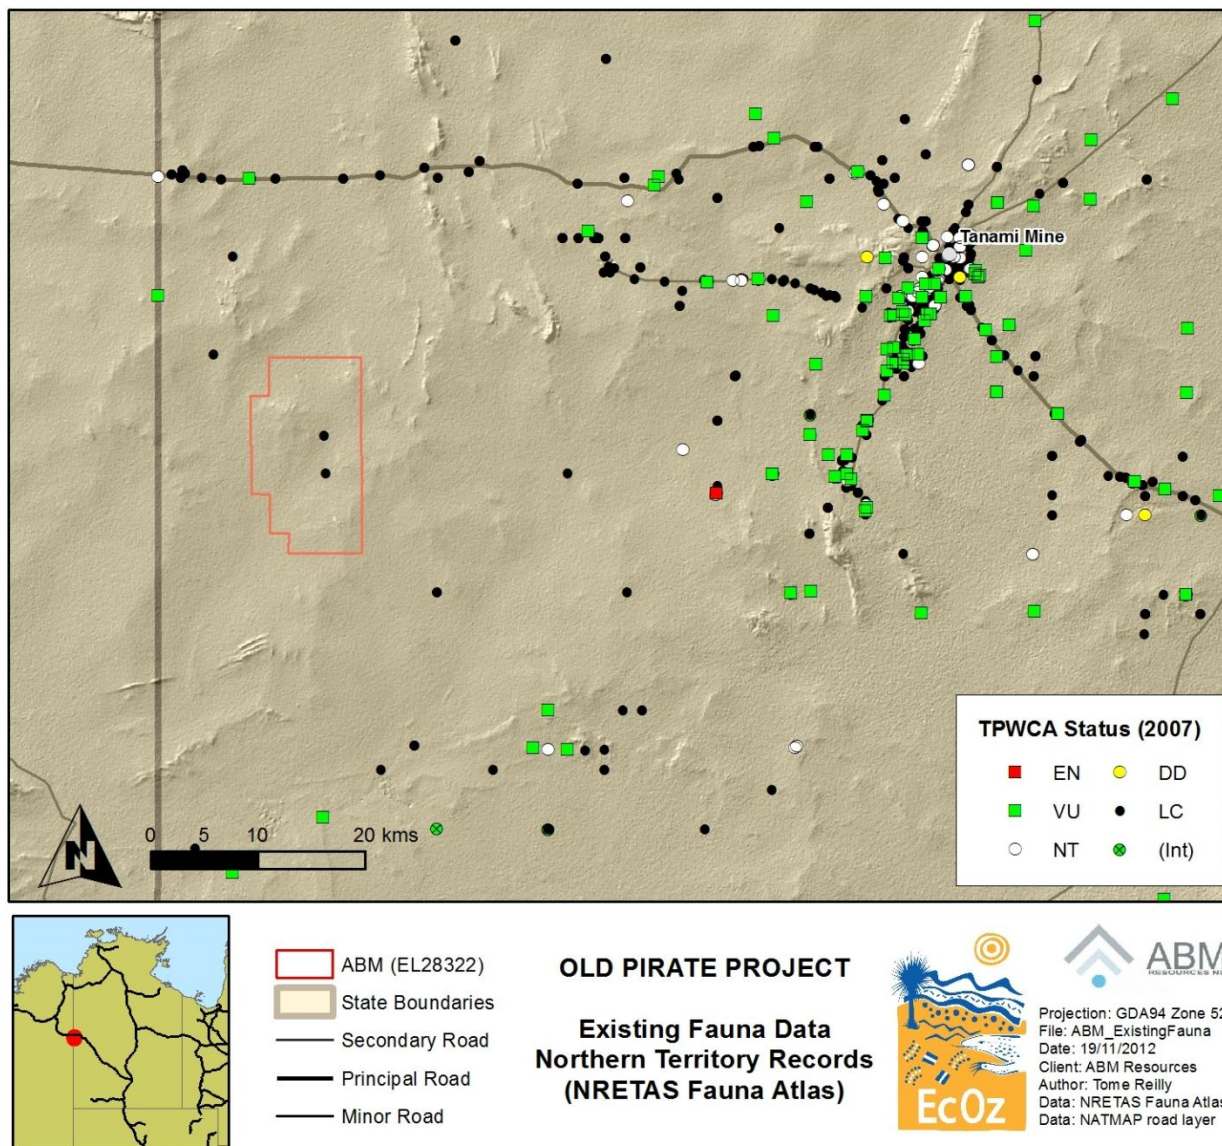 Tanami Mine
TPWCA Status (2007)
EN
DD
VU
LC
NT
(Int)
0 5 10 20 kms
N
ABM (EL28322)
State Boundaries
Secondary Road
Principal Road
Minor Road
OLD PIRATE PROJECT
Existing Fauna Data
Northern Territory Records
(NRETAS Fauna Atlas)
EcOz
ABM
RESOURCES NL
Projection: GDA94 Zone 52
File: ABM_ExistingFauna
Date: 19/11/2012
Client: ABM Resources
Author: Tome Reilly
Data: NRETAS Fauna Atlas
Data: NATMAP road layer